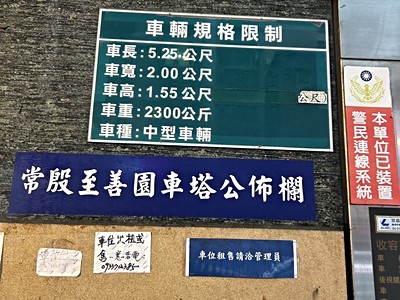 車輛規格限制
車長:5.25公尺
車寬:2.00公尺
車高:1.55公尺
公尺
車重:2300公斤
車種:中型車輛
本單位已裝置
警民連線系統
常殷至善園車塔公佈欄
車位租售請洽管理員
收容